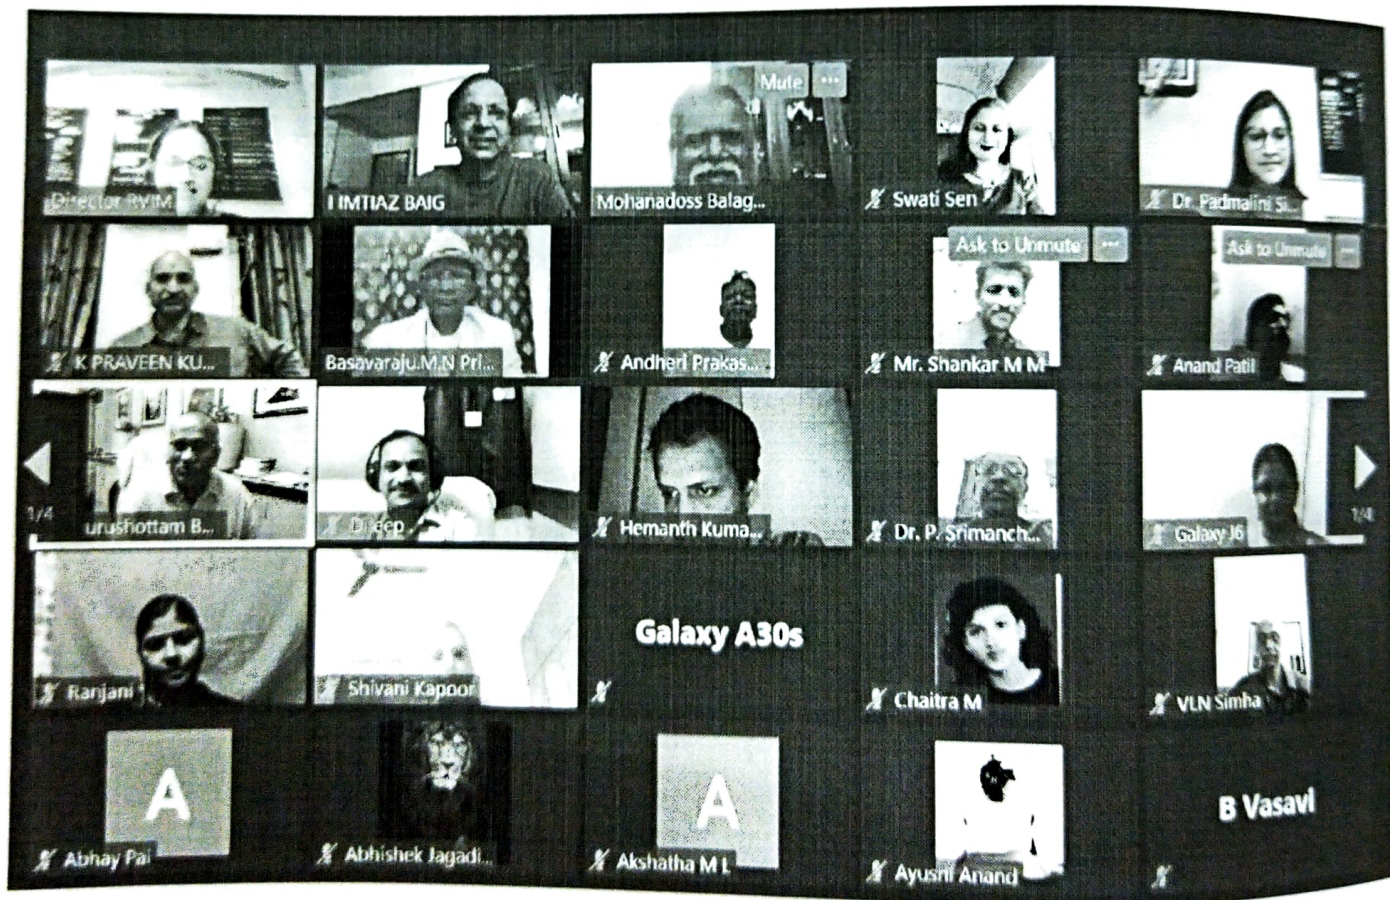 Director RVIM
I IMTIAZ BAIG
Mute ...
Mohanadoss Balag...
Swati Sen
Dr. Padmalini Si...
K PRAVEEN KU...
Basavaraju.M.N Pri...
Andheri Prakas...
Ask to Unmute ...
Mr. Shankar M M
Ask to Unmute ...
Anand Patil
1/4
urushottam B...
Dileep .
Hemanth Kuma...
Dr. P. Srimanch...
Galaxy J6
1/4
Ranjani
Shivani Kapoor
Galaxy A30s
Chaitra M
VLN Simha
A
Abhay Pai
Abhishek Jagadi...
A
Akshatha M L
Ayushi Anand
B Vasavi